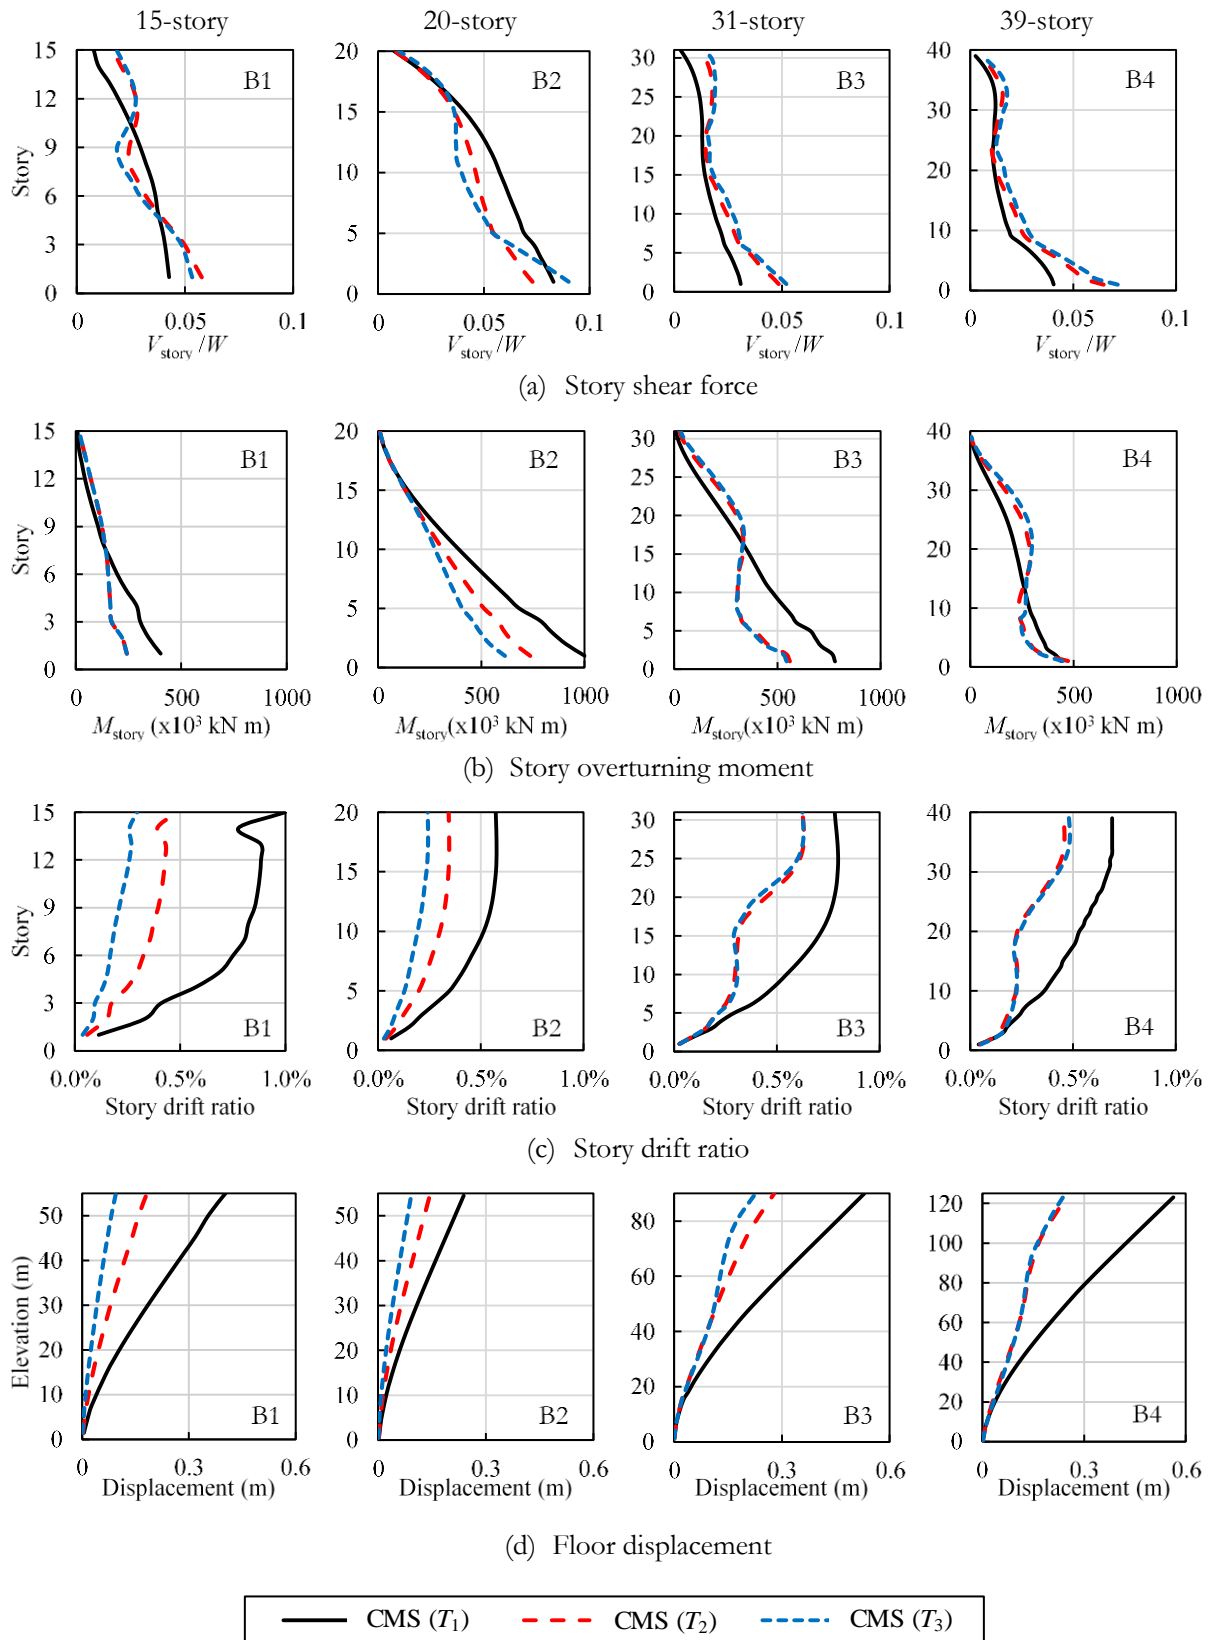 15-story 20-story 31-story 39-story
15 12 9 6 3 0 Story B1 0 0.05 0.1 V_story/W
20 15 10 5 0 B2 0 0.05 0.1 V_story/W
30 25 20 15 10 5 0 B3 0 0.05 0.1 V_story/W
40 30 20 10 0 B4 0 0.05 0.1 V_story/W
(a) Story shear force
15 12 9 6 3 0 Story B1 0 500 1000 M_story (x10³ kN m)
20 15 10 5 0 B2 0 500 1000 M_story(x10³ kN m)
30 25 20 15 10 5 0 B3 0 500 1000 M_story (x10³ kN m)
40 30 20 10 0 B4 0 500 1000 M_story (x10³ kN m)
(b) Story overturning moment
15 12 9 6 3 0 Story B1 0.0% 0.5% 1.0% Story drift ratio
20 15 10 5 0 B2 0.0% 0.5% 1.0% Story drift ratio
30 25 20 15 10 5 0 B3 0.0% 0.5% 1.0% Story drift ratio
40 30 20 10 0 B4 0.0% 0.5% 1.0% Story drift ratio
(c) Story drift ratio
50 40 30 20 10 0 Elevation (m) B1 0 0.3 0.6 Displacement (m)
50 40 30 20 10 0 B2 0 0.3 0.6 Displacement (m)
80 60 40 20 0 B3 0 0.3 0.6 Displacement (m)
120 100 80 60 40 20 0 B4 0 0.3 0.6 Displacement (m)
(d) Floor displacement
CMS (T₁) CMS (T₂) CMS (T₃)